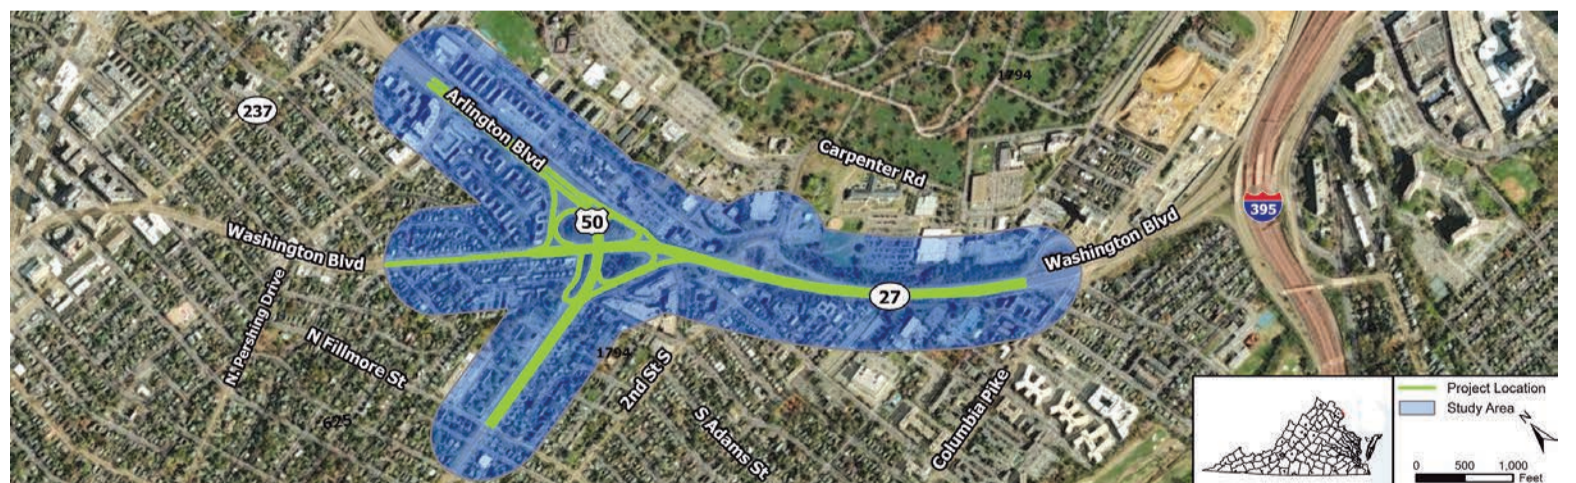 1794
237
Arlington Blvd
Carpenter Rd
395
50
Washington Blvd
Washington Blvd
27
N. Pershing Drive
N Fillmore St
1794
2nd St S
625
S Adams St
Columbia Pike
Project Location
Study Area
N
0 500 1,000
Feet